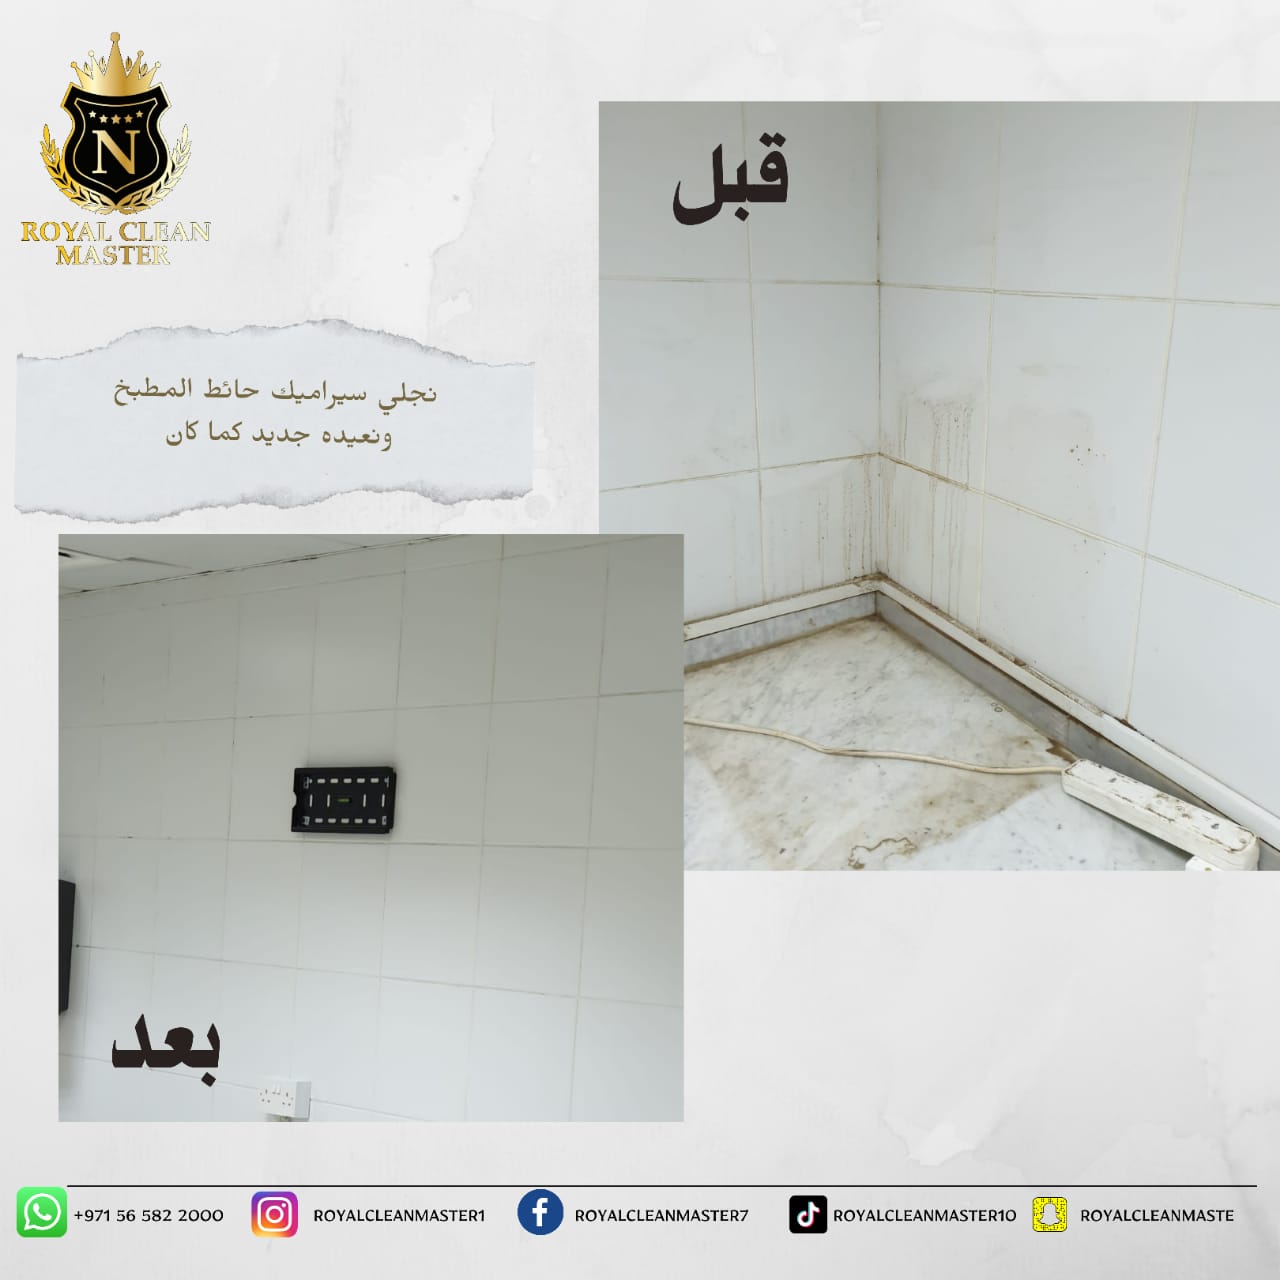 N
ROYAL CLEAN
MASTER
قبل
نجلي سيراميك حائط المطبخ
ونعيده جديد كما كان
بعد
+971 56 582 2000
ROYALCLEANMASTER1
ROYALCLEANMASTER7
ROYALCLEANMASTER10
ROYALCLEANMASTE